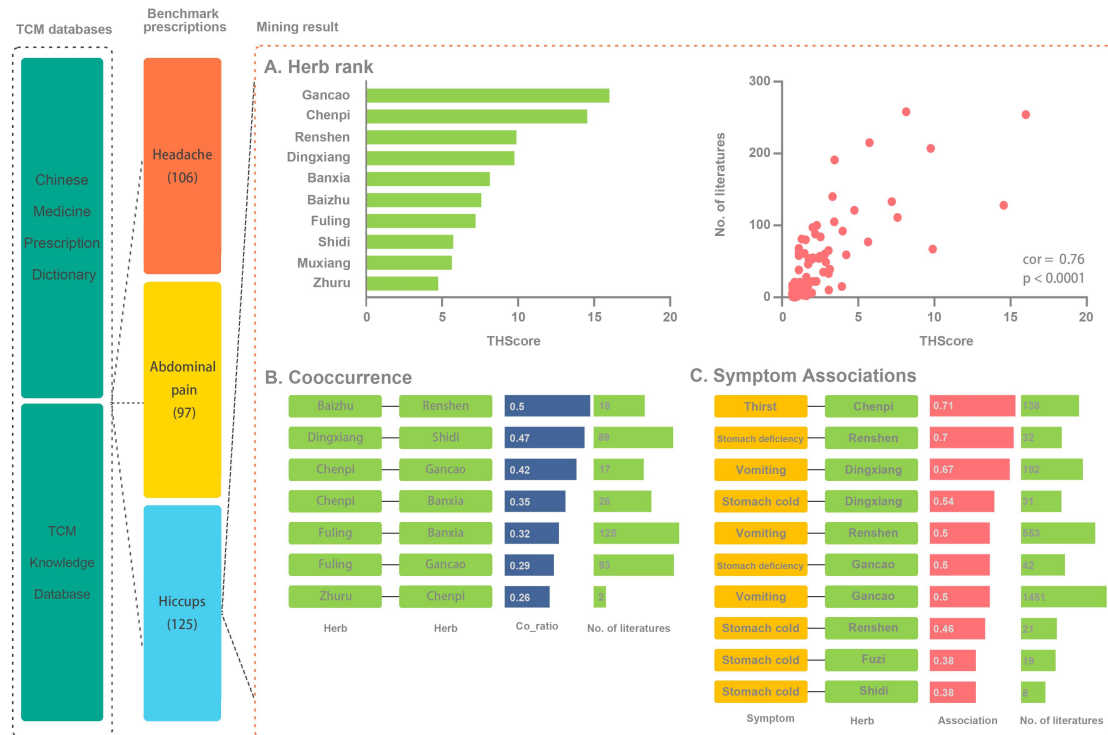 TCM databases
Benchmark
prescriptions
Mining result
Chinese
Medicine
Prescription
Dictionary
TCM
Knowledge
Database
Headache
(106)
Abdominal
pain
(97)
Hiccups
(125)
A. Herb rank
Gancao
Chenpi
Renshen
Dingxiang
Banxia
Baizhu
Fuling
Shidi
Muxiang
Zhuru
0 5 10 15 20
THScore
No. of literatures
300
200
100
0
cor = 0.76
p < 0.0001
0 5 10 15 20
THScore
B. Cooccurrence
Baizhu Renshen 0.5 18
Dingxiang Shidi 0.47 89
Chenpi Gancao 0.42 17
Chenpi Banxia 0.35 26
Fuling Banxia 0.32 125
Fuling Gancao 0.29 93
Zhuru Chenpi 0.26 2
Herb Herb Co_ratio No. of literatures
C. Symptom Associations
Thirst Chenpi 0.71 138
Stomach deficiency Renshen 0.7 32
Vomiting Dingxiang 0.67 192
Stomach cold Dingxiang 0.54 31
Vomiting Renshen 0.5 553
Stomach deficiency Gancao 0.5 42
Vomiting Gancao 0.5 1451
Stomach cold Renshen 0.46 21
Stomach cold Fuzi 0.38 19
Stomach cold Shidi 0.38 8
Symptom Herb Association No. of literatures